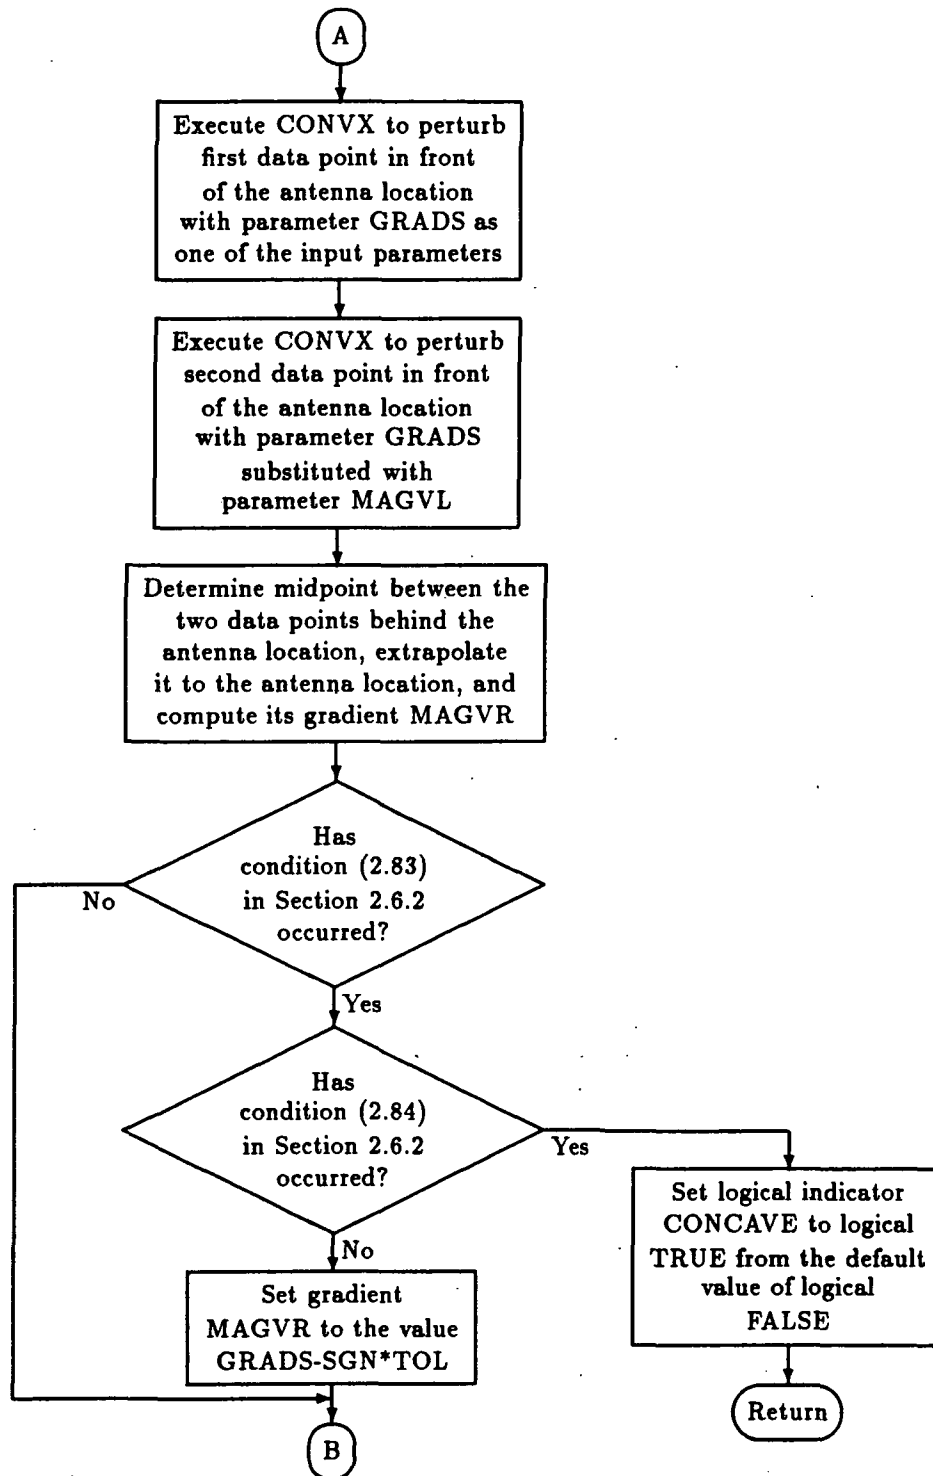 A
Execute CONVX to perturb
first data point in front
of the antenna location
with parameter GRADS as
one of the input parameters
Execute CONVX to perturb
second data point in front
of the antenna location
with parameter GRADS
substituted with
parameter MAGVL
Determine midpoint between the
two data points behind the
antenna location, extrapolate
it to the antenna location, and
compute its gradient MAGVR
Has
condition (2.83)
in Section 2.6.2
occurred?
No
Yes
Has
condition (2.84)
in Section 2.6.2
occurred?
Yes
No
Set logical indicator
CONCAVE to logical
TRUE from the default
value of logical
FALSE
Set gradient
MAGVR to the value
GRADS-SGN*TOL
Return
B